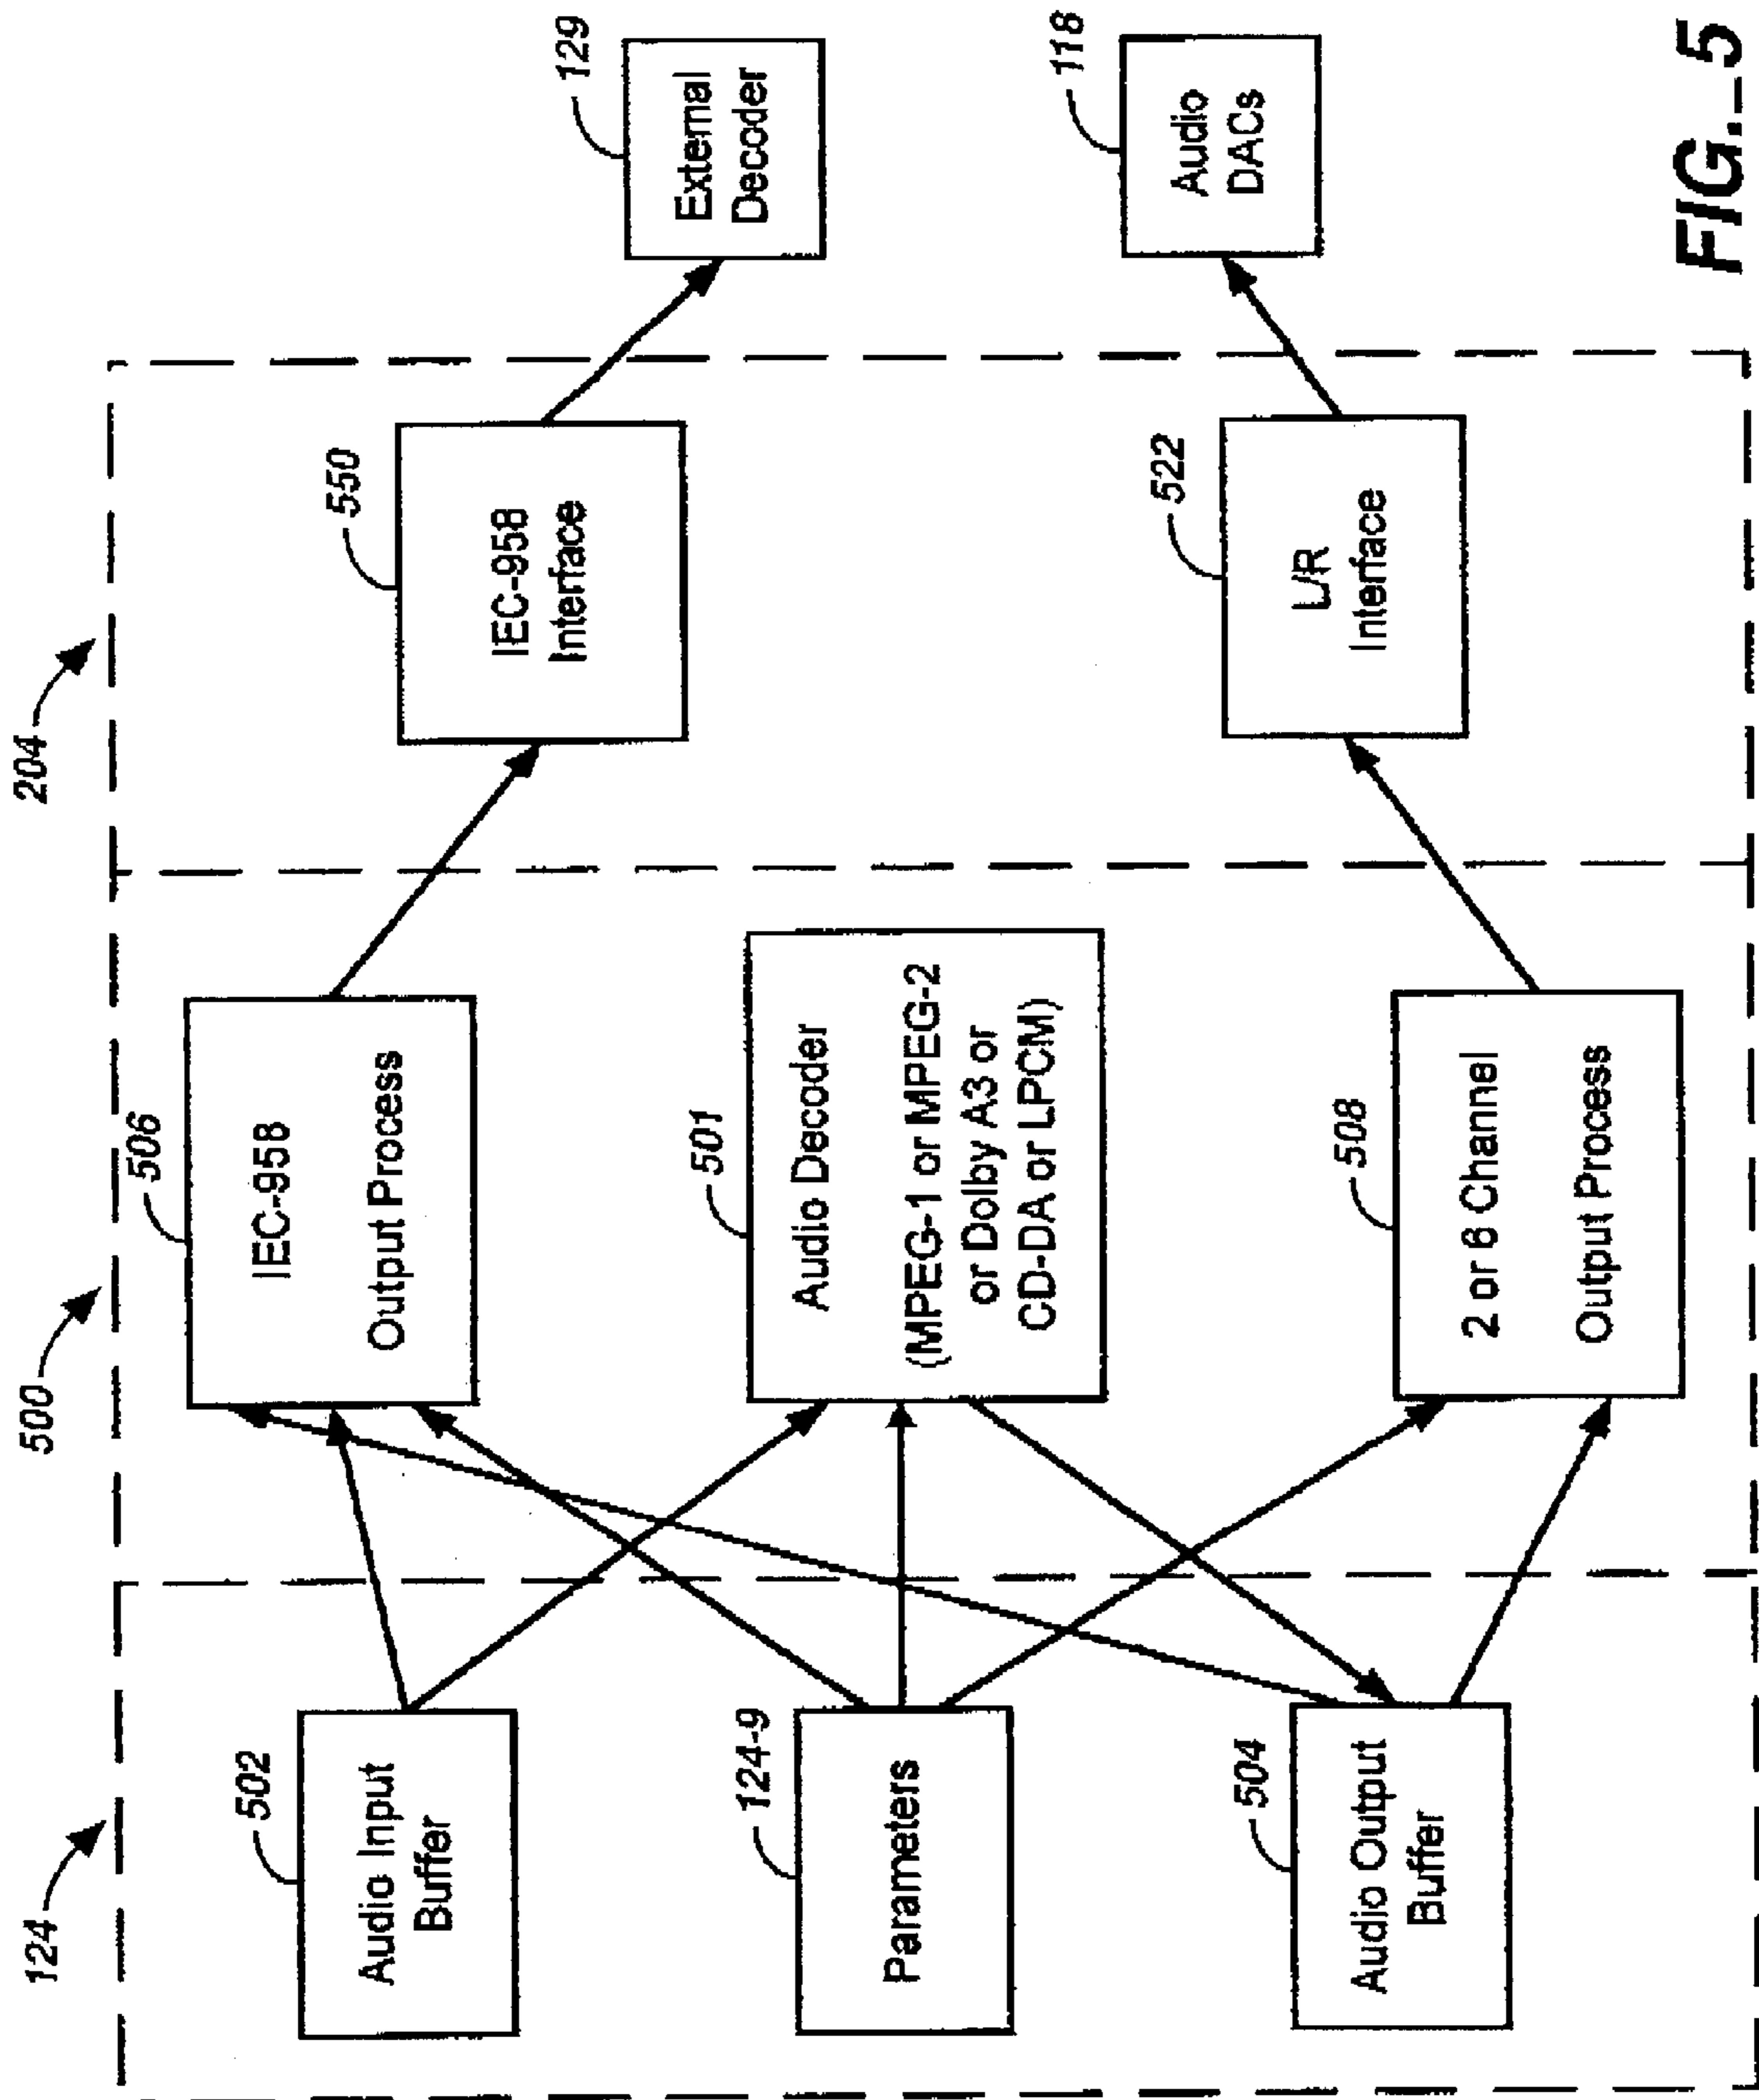 124
500
204
502
Audio Input
Buffer
506
IEC-958
Output Process
550
IEC-958
Interface
129
External
Decoder
124-9
Parameters
501
Audio Decoder
(MPEG-1 or MPEG-2
or Dolby A3 or
CD-DA or LPCM)
504
Audio Output
Buffer
508
2 or 6 Channel
Output Process
522
L/R
Interface
118
Audio
DACs
FIG._5